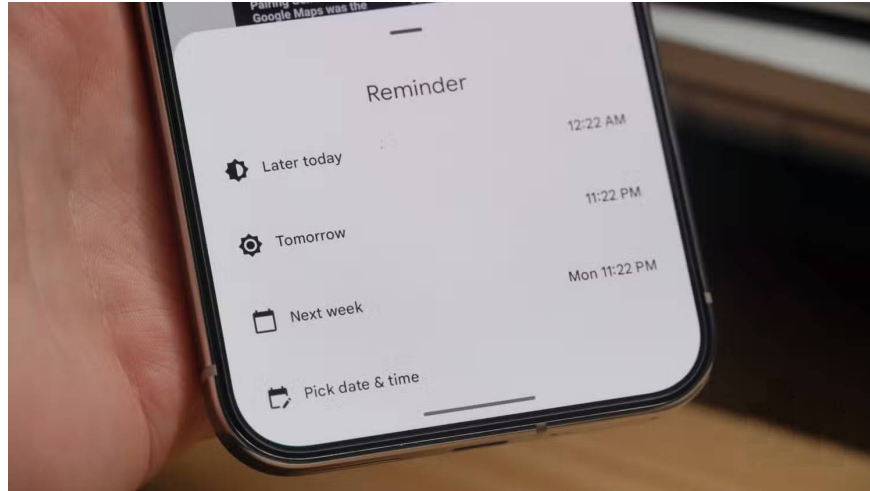 Google Maps was the
Reminder
Later today 12:22 AM
Tomorrow 11:22 PM
Next week Mon 11:22 PM
Pick date & time